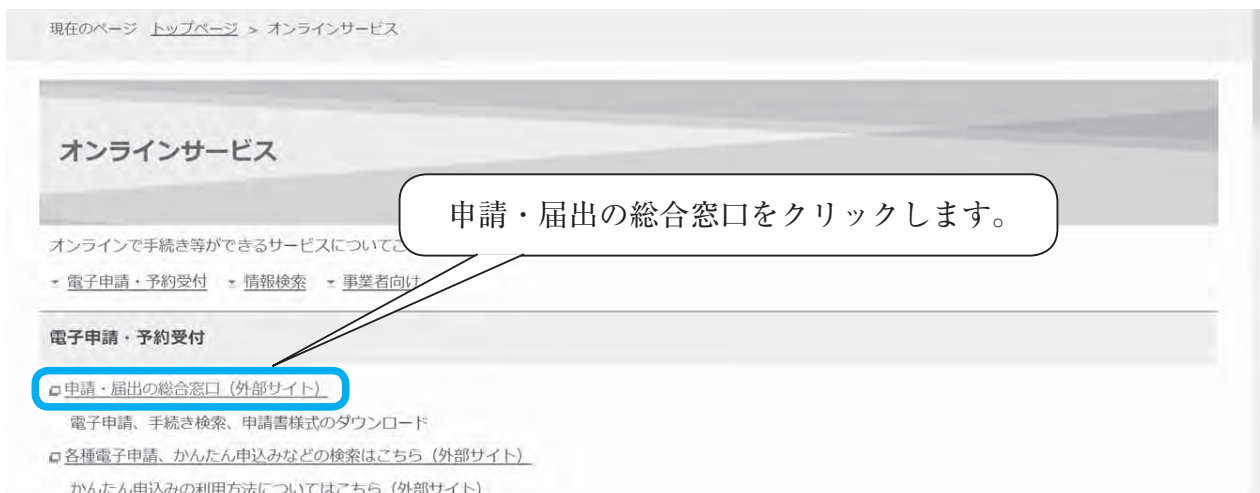 現在のページ トップページ > オンラインサービス
オンラインサービス
申請・届出の総合窓口をクリックします。
オンラインで手続き等ができるサービスについてご
電子申請・予約受付 情報検索 事業者向け
電子申請・予約受付
申請・届出の総合窓口（外部サイト）
電子申請、手続き検索、申請書様式のダウンロード
各種電子申請、かんたん申込みなどの検索はこちら（外部サイト）
かんたん申込みの利用方法についてはこちら（外部サイト）